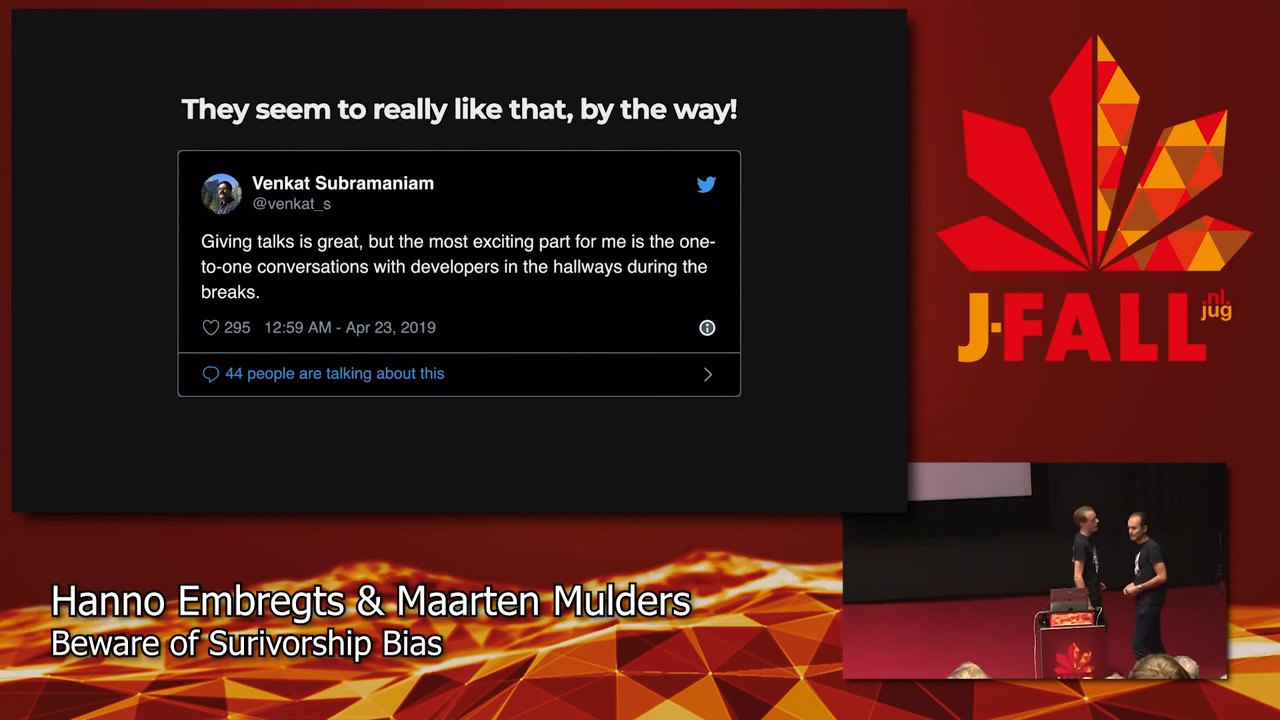 They seem to really like that, by the way!
Venkat Subramaniam
@venkat_s
Giving talks is great, but the most exciting part for me is the one-
to-one conversations with developers in the hallways during the
breaks.
295 12:59 AM - Apr 23, 2019
44 people are talking about this
J-FALL
.nl
jug
Hanno Embregts & Maarten Mulders
Beware of Surivorship Bias